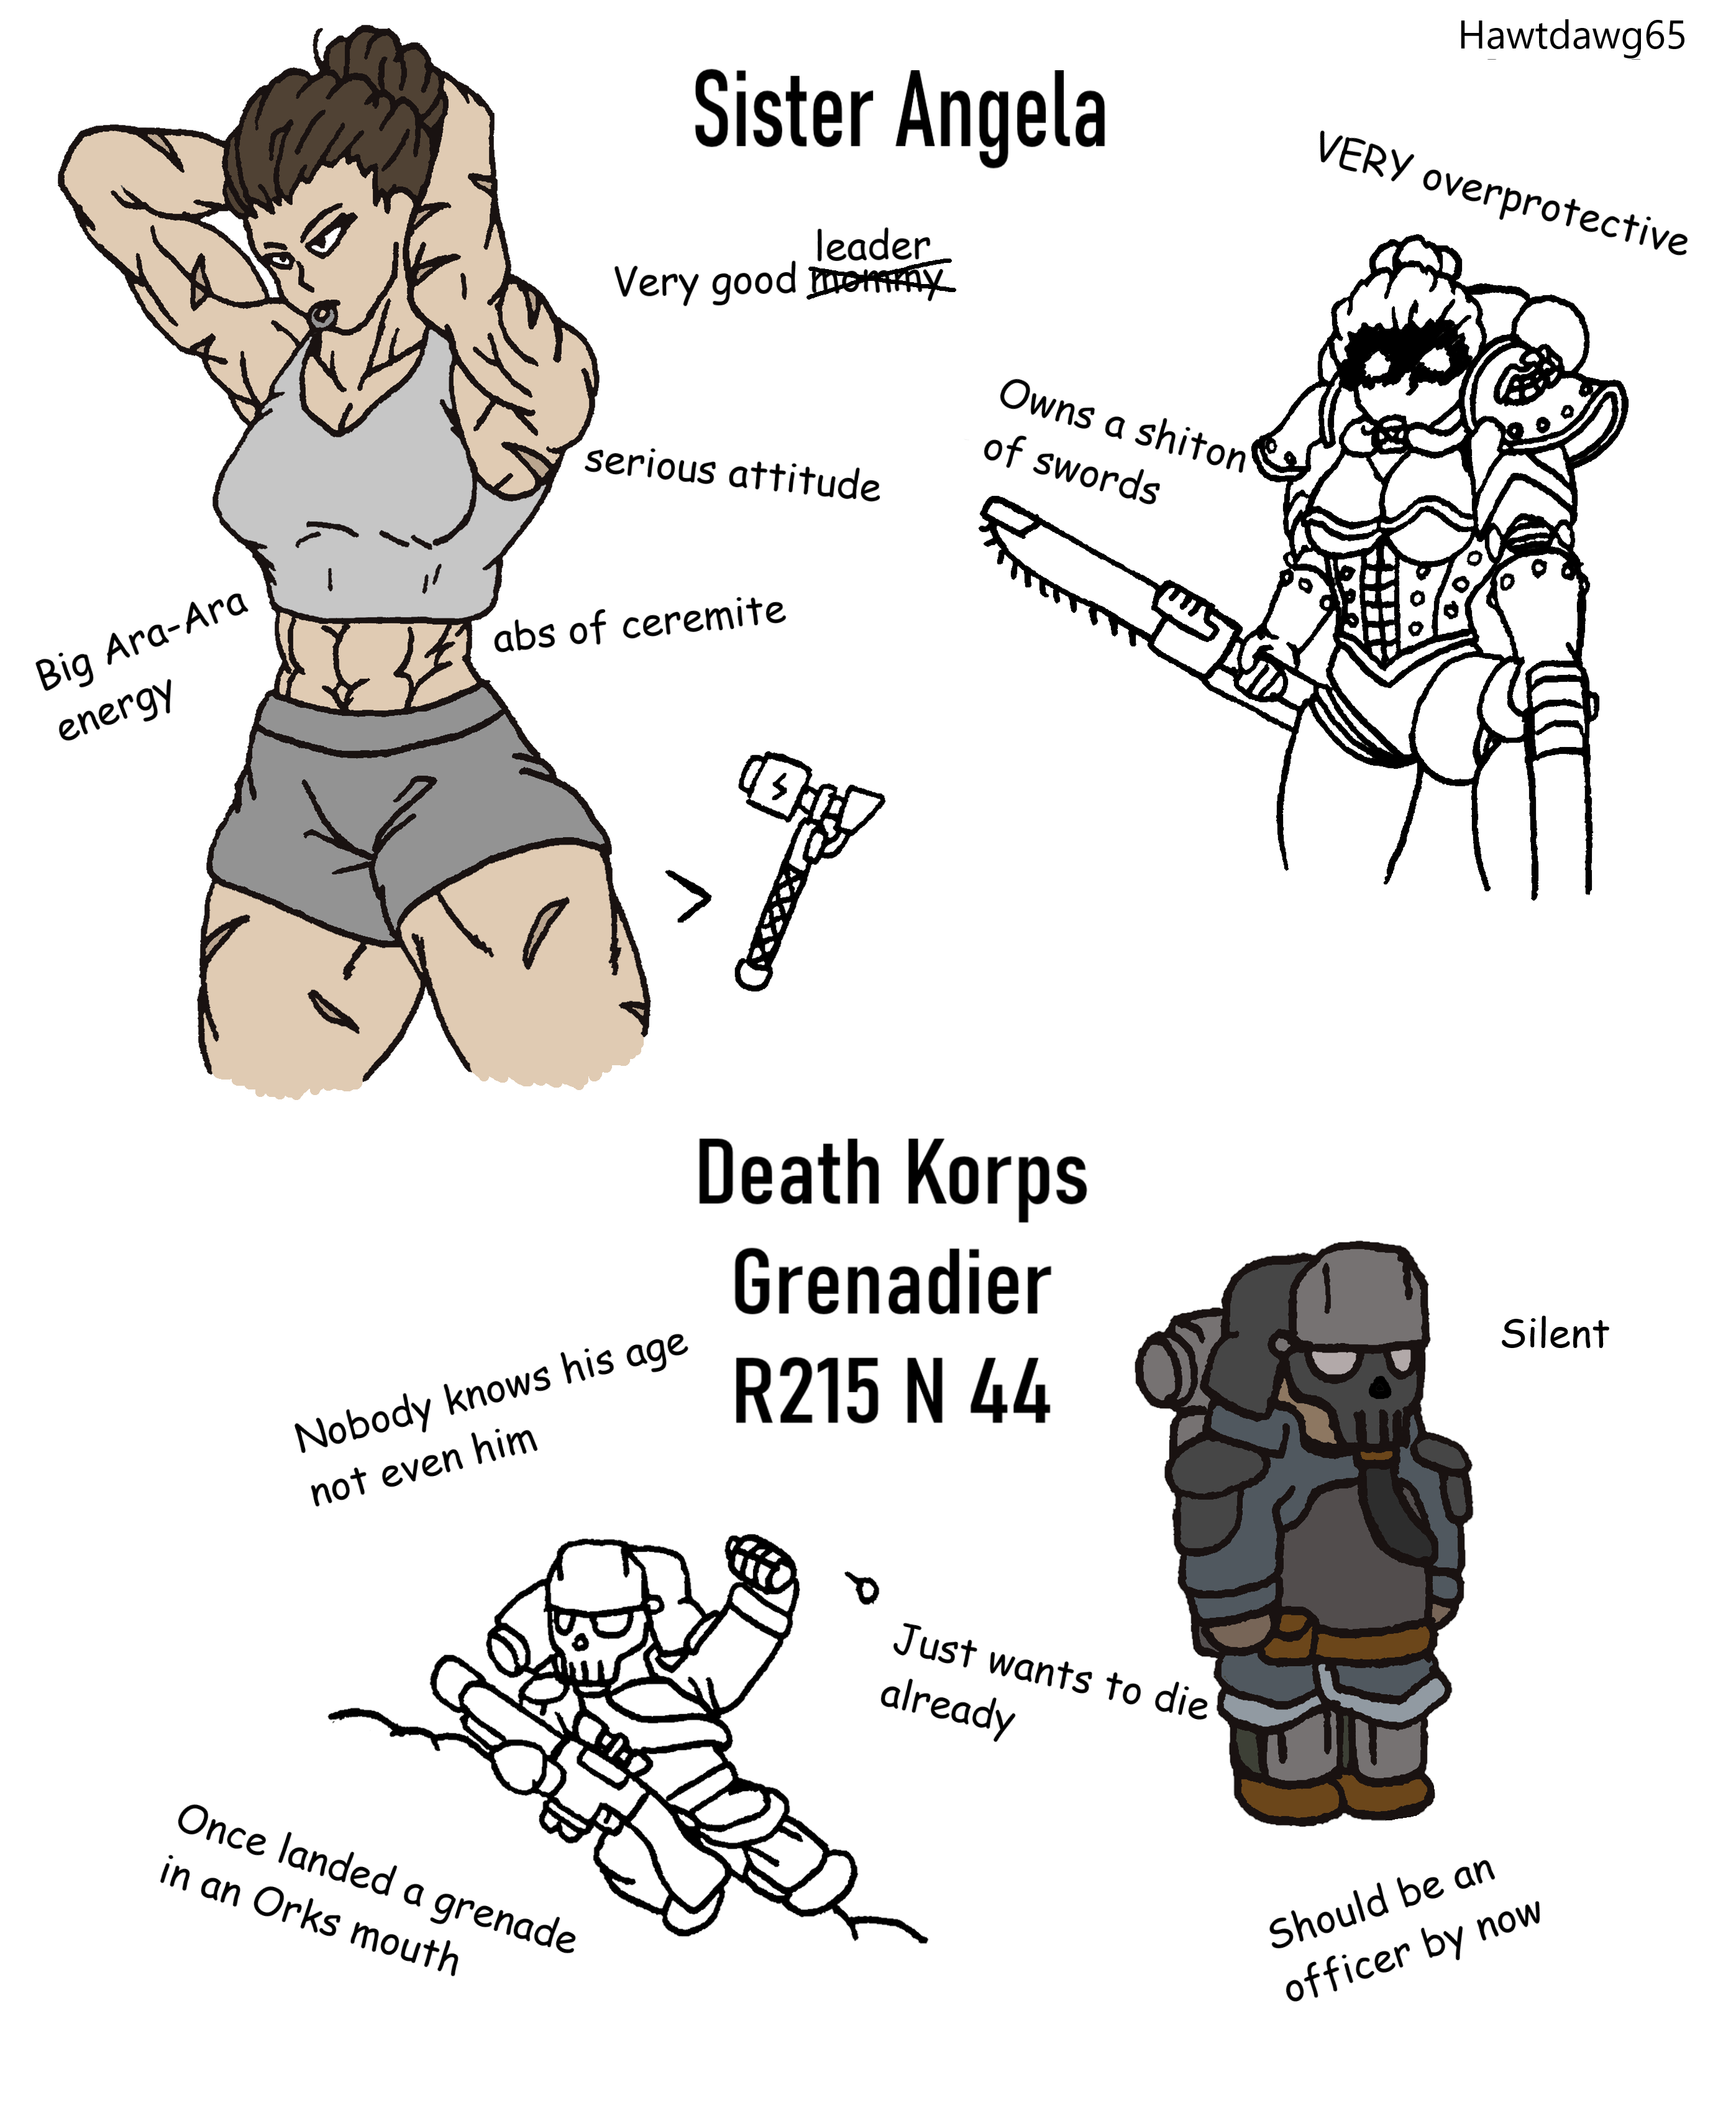 Hawtdawg65
Sister Angela
VERY overprotective
leader
Very good mommy
Owns a shiton
of swords
serious attitude
Big Ara-Ara
energy
abs of ceremite
>
Death Korps
Grenadier
R215 N 44
Silent
Nobody knows his age
not even him
Just wants to die
already
Once landed a grenade
in an Orks mouth
Should be an
officer by now